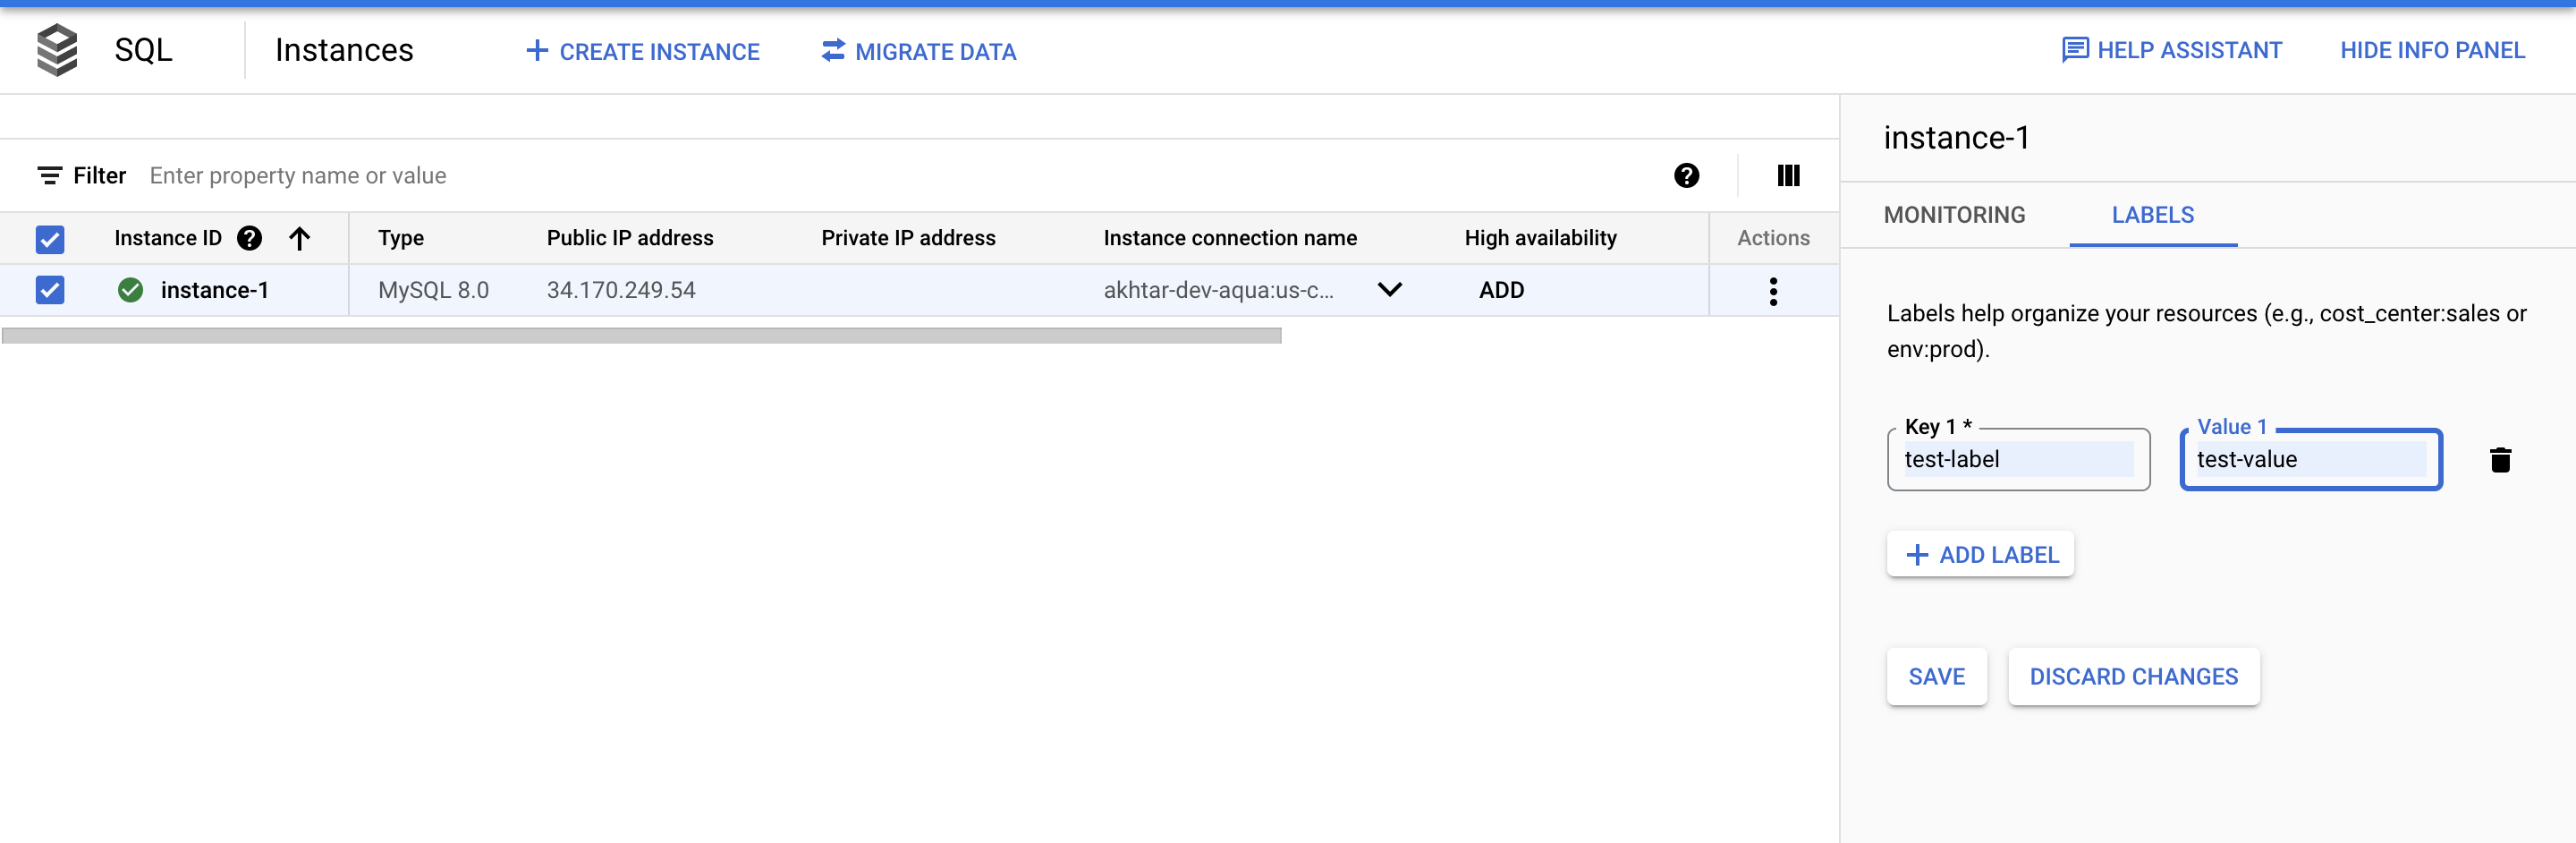 SQL
Instances
CREATE INSTANCE
MIGRATE DATA
HELP ASSISTANT
HIDE INFO PANEL
Filter Enter property name or value
Instance ID Type Public IP address Private IP address Instance connection name High availability Actions
instance-1 MySQL 8.0 34.170.249.54 akhtar-dev-aqua:us-c... ADD
instance-1
MONITORING LABELS
Labels help organize your resources (e.g., cost_center:sales or
env:prod).
Key 1 * Value 1
test-label test-value
ADD LABEL
SAVE DISCARD CHANGES